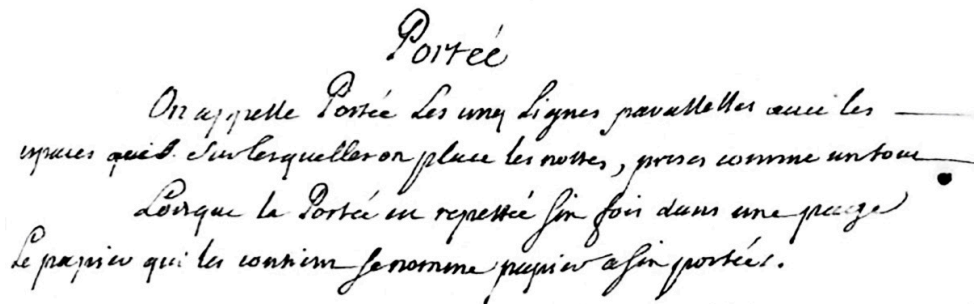 Portée
On appelle Portée Les cinq Lignes paralelles avec les
espaces Sur lesquelles on place les nottes, prises comme un tout
Lorsque la Portée est repettée Six fois dans une page
Le papier qui les contient Se nomme papier a Six portées.